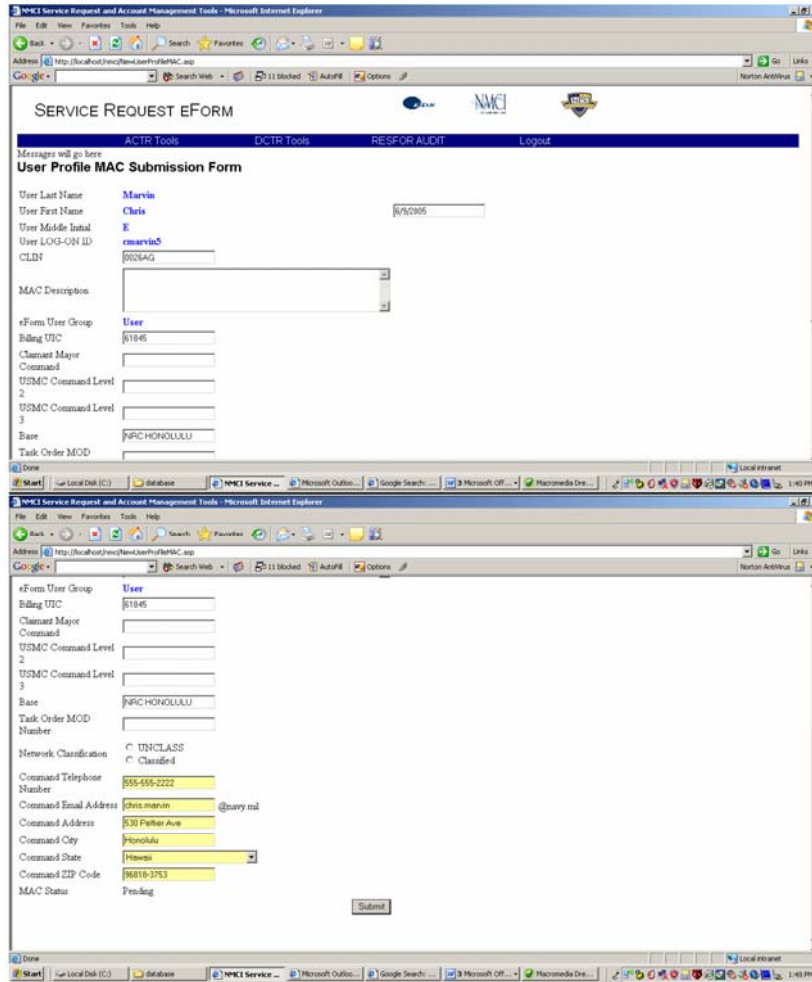 NMCI Service Request and Account Management Tools - Microsoft Internet Explorer
File Edit View Favorites Tools Help
Back Search Favorites
Address http://localhost/nmci/NewUserProfileMAC.asp Go Links
Google Search Web 11 blocked AutoFill Options Norton AntiVirus
SERVICE REQUEST EFORM NMCI
ACTR Tools DCTR Tools RESFOR AUDIT Logout
Messages will go here
User Profile MAC Submission Form
User Last Name Marvin
User First Name Chris 6/9/2005
User Middle Initial E
User LOG-ON ID cmarvin5
CLIN 0026AG
MAC Description
eForm User Group User
Billing UIC 61845
Claimant Major
Command
USMC Command Level
2
USMC Command Level
3
Base NRC HONOLULU
Task Order MOD
Done Local intranet
Start Local Disk (C:) database NMCI Service ... Microsoft Outloo... Google Search: ... 3 Microsoft Off... Macromedia Dre... 1:40 PM
NMCI Service Request and Account Management Tools - Microsoft Internet Explorer
File Edit View Favorites Tools Help
Back Search Favorites
Address http://localhost/nmci/NewUserProfileMAC.asp Go Links
Google Search Web 11 blocked AutoFill Options Norton AntiVirus
eForm User Group User
Billing UIC 61845
Claimant Major
Command
USMC Command Level
2
USMC Command Level
3
Base NRC HONOLULU
Task Order MOD
Number
Network Classification UNCLASS
Classified
Command Telephone
Number 555-555-2222
Command Email Address chris.marvin @navy.mil
Command Address 530 Peltier Ave
Command City Honolulu
Command State Hawaii
Command ZIP Code 96818-3753
MAC Status Pending
Submit
Done Local intranet
Start Local Disk (C:) database NMCI Service ... Microsoft Outloo... Google Search: ... 3 Microsoft Off... Macromedia Dre... 1:40 PM